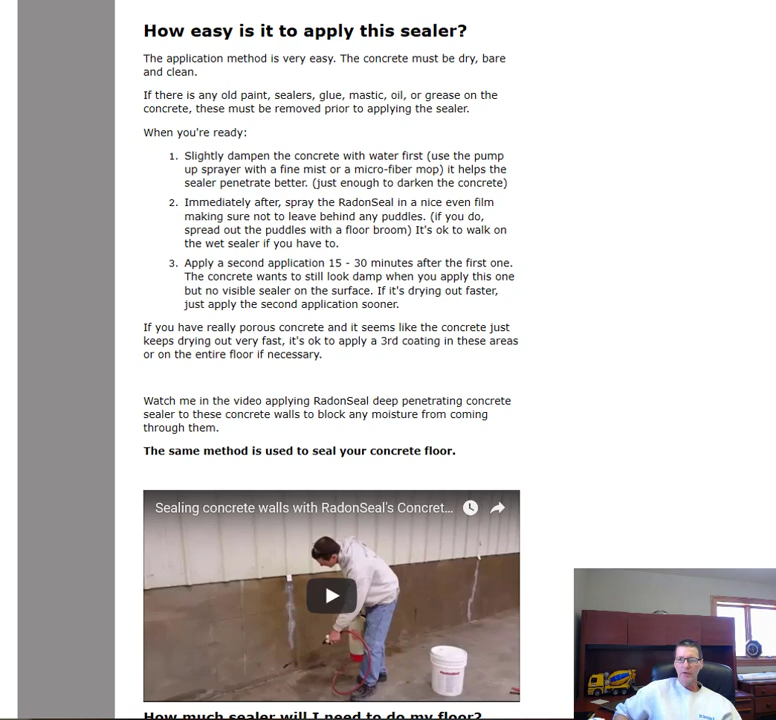 How easy is it to apply this sealer?
The application method is very easy. The concrete must be dry, bare
and clean.
If there is any old paint, sealers, glue, mastic, oil, or grease on the
concrete, these must be removed prior to applying the sealer.
When you're ready:
1. Slightly dampen the concrete with water first (use the pump
up sprayer with a fine mist or a micro-fiber mop) it helps the
sealer penetrate better. (just enough to darken the concrete)
2. Immediately after, spray the RadonSeal in a nice even film
making sure not to leave behind any puddles. (if you do,
spread out the puddles with a floor broom) It's ok to walk on
the wet sealer if you have to.
3. Apply a second application 15 - 30 minutes after the first one.
The concrete wants to still look damp when you apply this one
but no visible sealer on the surface. If it's drying out faster,
just apply the second application sooner.
If you have really porous concrete and it seems like the concrete just
keeps drying out very fast, it's ok to apply a 3rd coating in these areas
or on the entire floor if necessary.
Watch me in the video applying RadonSeal deep penetrating concrete
sealer to these concrete walls to block any moisture from coming
through them.
The same method is used to seal your concrete floor.
Sealing concrete walls with RadonSeal's Concret...
How much sealer will I need to do my floor?